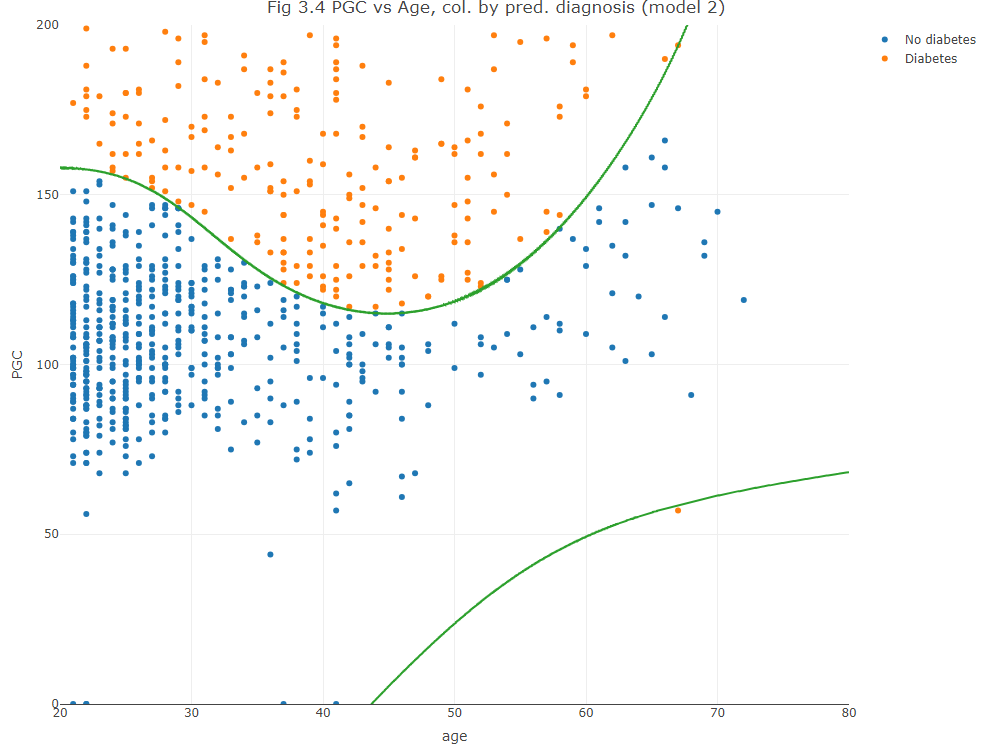 Fig 3.4 PGC vs Age, col. by pred. diagnosis (model 2)
200
150
100
50
0
PGC
20 30 40 50 60 70 80
age
No diabetes
Diabetes